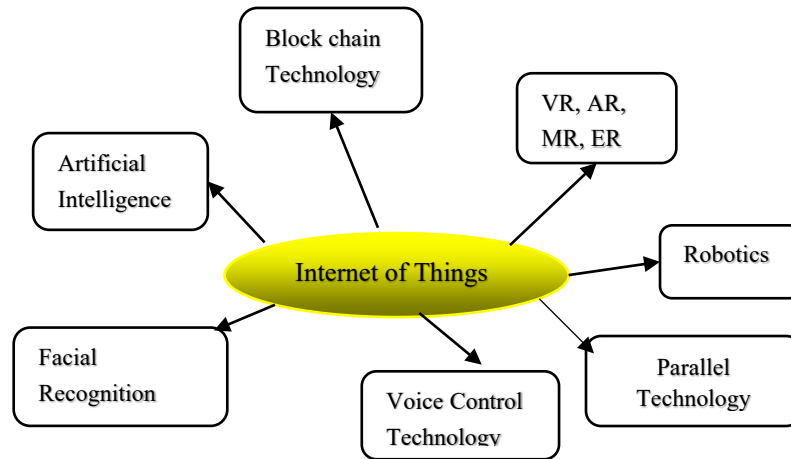 Block chain
Technology
VR, AR,
MR, ER
Artificial
Intelligence
Internet of Things
Robotics
Facial
Recognition
Parallel
Technology
Voice Control
Technology